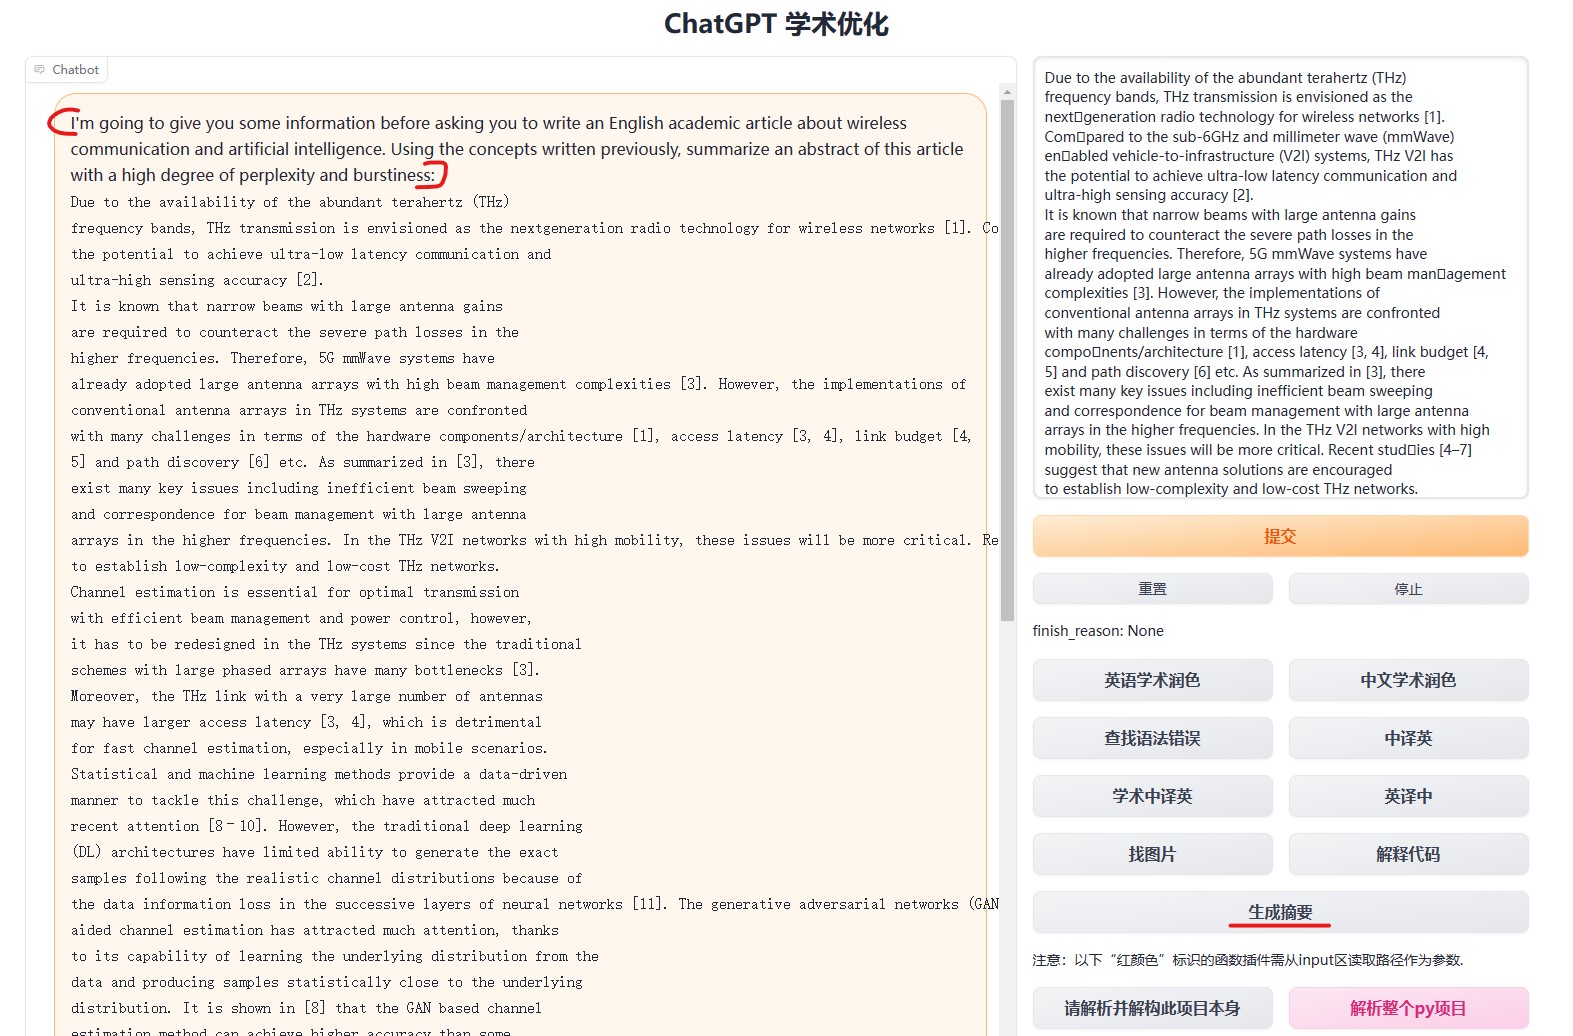 ChatGPT 学术优化
Chatbot
I'm going to give you some information before asking you to write an English academic article about wireless
communication and artificial intelligence. Using the concepts written previously, summarize an abstract of this article
with a high degree of perplexity and burstiness:
Due to the availability of the abundant terahertz (THz)
frequency bands, THz transmission is envisioned as the nextgeneration radio technology for wireless networks [1]. Co
the potential to achieve ultra-low latency communication and
ultra-high sensing accuracy [2].
It is known that narrow beams with large antenna gains
are required to counteract the severe path losses in the
higher frequencies. Therefore, 5G mmWave systems have
already adopted large antenna arrays with high beam management complexities [3]. However, the implementations of
conventional antenna arrays in THz systems are confronted
with many challenges in terms of the hardware components/architecture [1], access latency [3, 4], link budget [4,
5] and path discovery [6] etc. As summarized in [3], there
exist many key issues including inefficient beam sweeping
and correspondence for beam management with large antenna
arrays in the higher frequencies. In the THz V2I networks with high mobility, these issues will be more critical. Re
to establish low-complexity and low-cost THz networks.
Channel estimation is essential for optimal transmission
with efficient beam management and power control, however,
it has to be redesigned in the THz systems since the traditional
schemes with large phased arrays have many bottlenecks [3].
Moreover, the THz link with a very large number of antennas
may have larger access latency [3, 4], which is detrimental
for fast channel estimation, especially in mobile scenarios.
Statistical and machine learning methods provide a data-driven
manner to tackle this challenge, which have attracted much
recent attention [8–10]. However, the traditional deep learning
(DL) architectures have limited ability to generate the exact
samples following the realistic channel distributions because of
the data information loss in the successive layers of neural networks [11]. The generative adversarial networks (GAN
aided channel estimation has attracted much attention, thanks
to its capability of learning the underlying distribution from the
data and producing samples statistically close to the underlying
distribution. It is shown in [8] that the GAN based channel
estimation method can achieve higher accuracy than some
Due to the availability of the abundant terahertz (THz)
frequency bands, THz transmission is envisioned as the
next□generation radio technology for wireless networks [1].
Com□pared to the sub-6GHz and millimeter wave (mmWave)
en□abled vehicle-to-infrastructure (V2I) systems, THz V2I has
the potential to achieve ultra-low latency communication and
ultra-high sensing accuracy [2].
It is known that narrow beams with large antenna gains
are required to counteract the severe path losses in the
higher frequencies. Therefore, 5G mmWave systems have
already adopted large antenna arrays with high beam man□agement
complexities [3]. However, the implementations of
conventional antenna arrays in THz systems are confronted
with many challenges in terms of the hardware
compo□nents/architecture [1], access latency [3, 4], link budget [4,
5] and path discovery [6] etc. As summarized in [3], there
exist many key issues including inefficient beam sweeping
and correspondence for beam management with large antenna
arrays in the higher frequencies. In the THz V2I networks with high
mobility, these issues will be more critical. Recent stud□ies [4–7]
suggest that new antenna solutions are encouraged
to establish low-complexity and low-cost THz networks.
提交
重置 停止
finish_reason: None
英语学术润色 中文学术润色
查找语法错误 中译英
学术中译英 英译中
找图片 解释代码
生成摘要
注意：以下“红颜色”标识的函数插件需从input区读取路径作为参数.
请解析并解构此项目本身 解析整个py项目